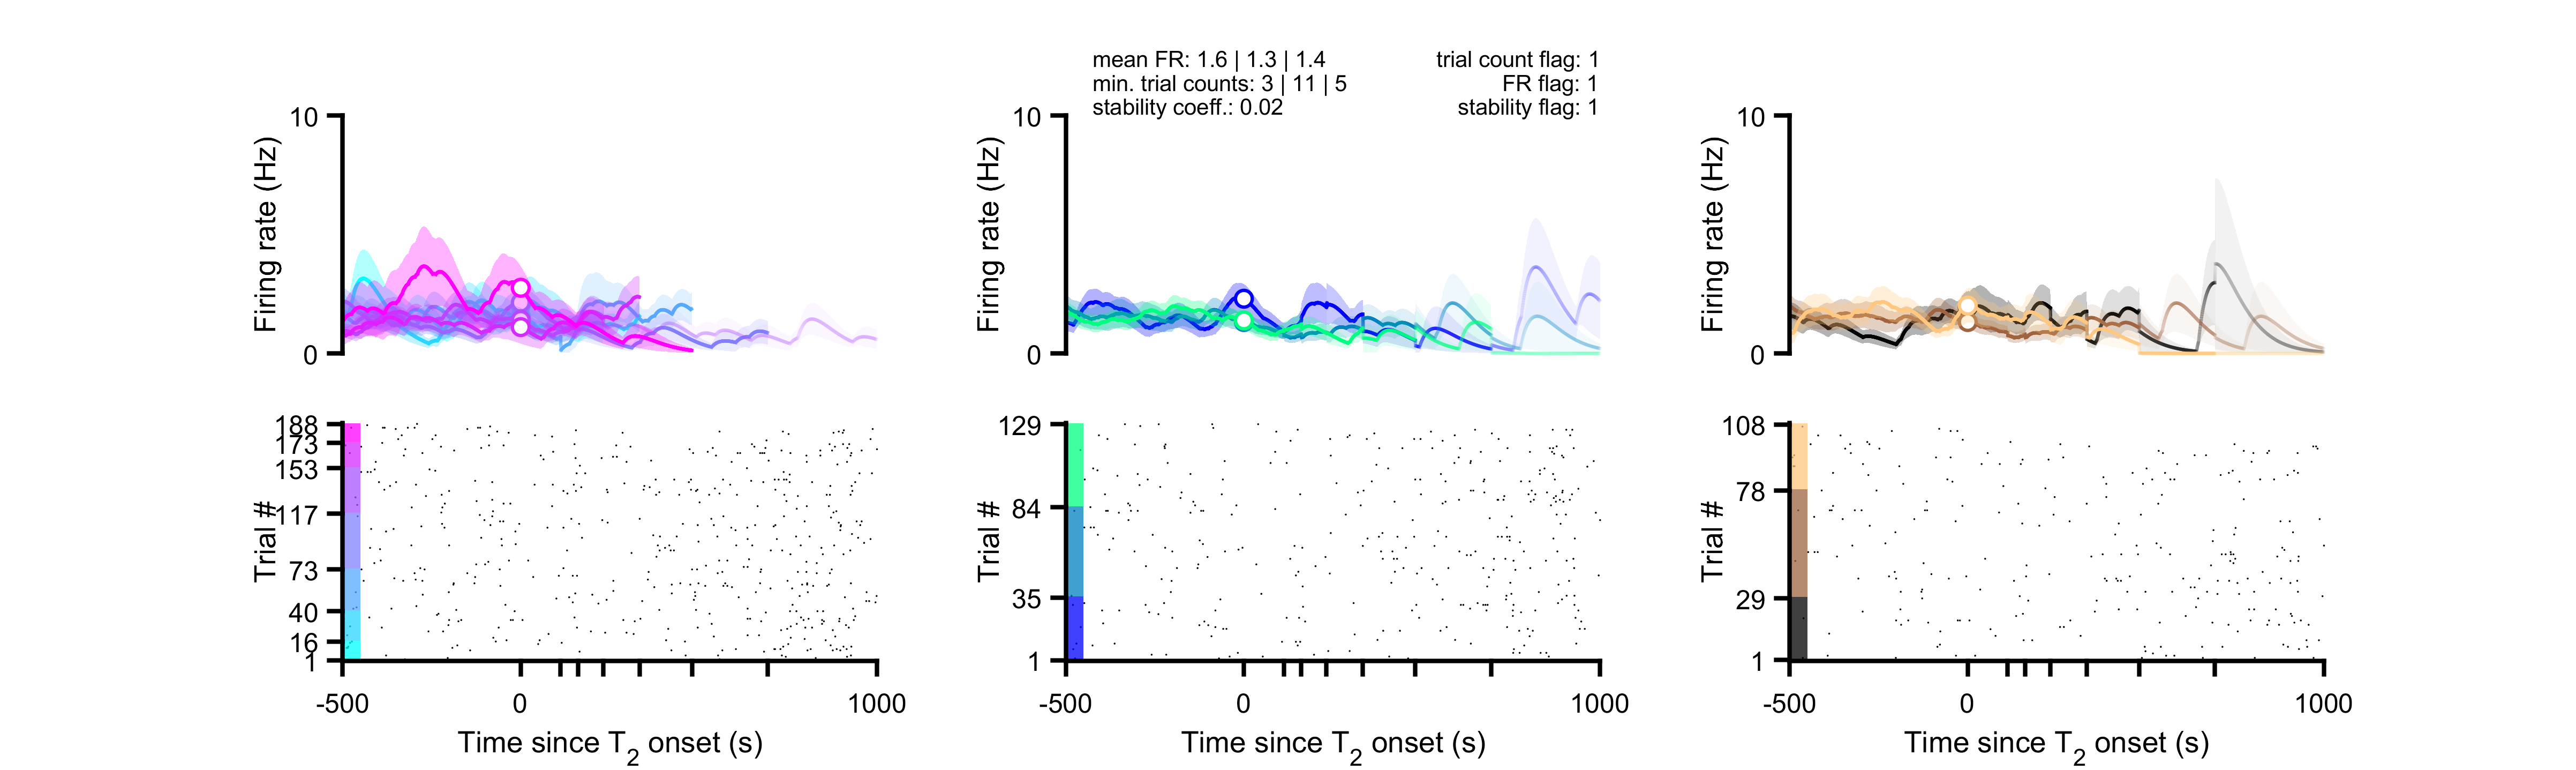 mean FR: 1.6 | 1.3 | 1.4
min. trial counts: 3 | 11 | 5
stability coeff.: 0.02
trial count flag: 1
FR flag: 1
stability flag: 1
10
Firing rate (Hz)
0
10
Firing rate (Hz)
0
10
Firing rate (Hz)
0
188
173
153
117
73
40
16
1
Trial #
-500
0
1000
Time since T2 onset (s)
129
84
35
1
Trial #
-500
0
1000
Time since T2 onset (s)
108
78
29
1
Trial #
-500
0
1000
Time since T2 onset (s)